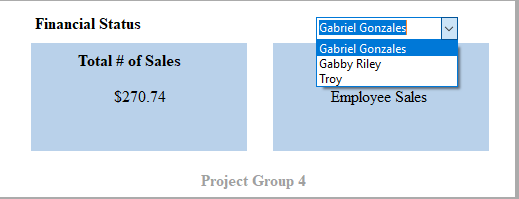 Financial Status
Gabriel Gonzales
Gabriel Gonzales
Gabby Riley
Troy
Total # of Sales
$270.74
Employee Sales
Project Group 4